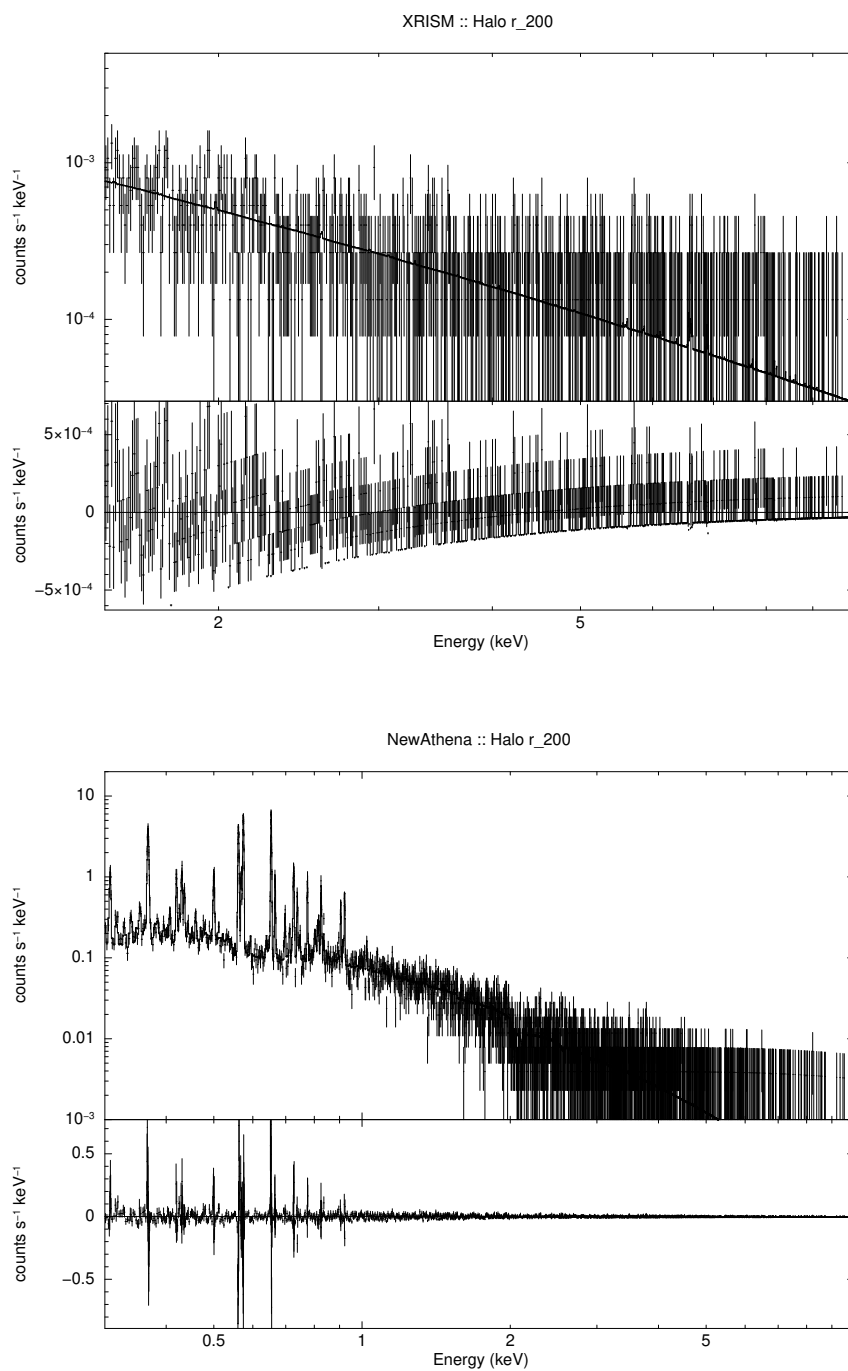 XRISM :: Halo r_200
10⁻³
10⁻⁴
counts s⁻¹ keV⁻¹
5×10⁻⁴
0
−5×10⁻⁴
counts s⁻¹ keV⁻¹
2
5
Energy (keV)
NewAthena :: Halo r_200
10
1
0.1
0.01
10⁻³
counts s⁻¹ keV⁻¹
0.5
0
−0.5
counts s⁻¹ keV⁻¹
0.5
1
2
5
Energy (keV)